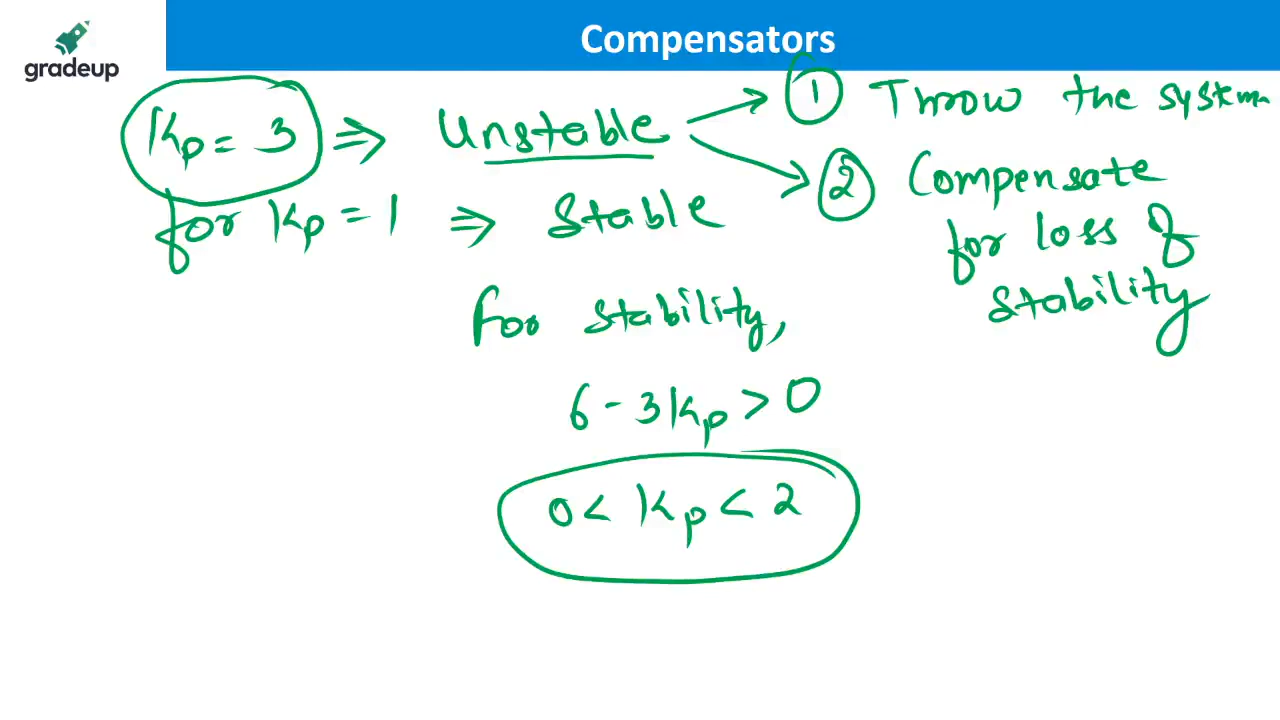 Compensators
gradeup
Kp = 3 ⇒ Unstable
① Throw the system
② Compensate
for loss of
stability
for Kp = 1 ⇒ Stable
For stability,
6 - 3Kp > 0
0 < Kp < 2